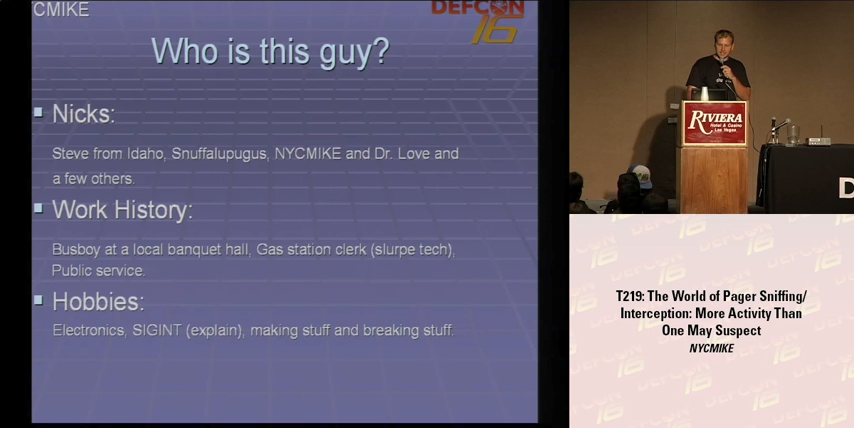 CMIKE
DEFCON
16
Who is this guy?
Nicks:
Steve from Idaho, Snuffalupugus, NYCMIKE and Dr. Love and
a few others.
Work History:
Busboy at a local banquet hall, Gas station clerk (slurpe tech),
Public service.
Hobbies:
Electronics, SIGINT (explain), making stuff and breaking stuff.
RIVIERA
Hotel & Casino
Las Vegas
D
T219: The World of Pager Sniffing/
Interception: More Activity Than
One May Suspect
NYCMIKE